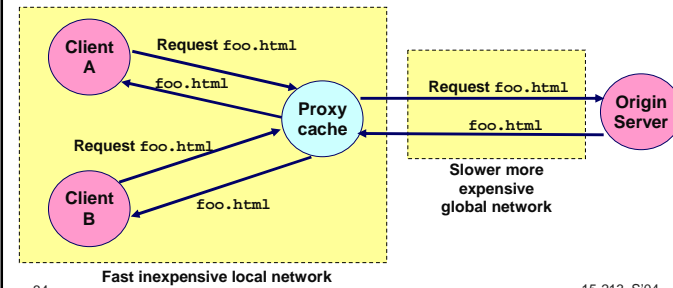 Client
A
Request foo.html
foo.html
Proxy
cache
Request foo.html
Client
B
foo.html
Request foo.html
foo.html
Origin
Server
Slower more
expensive
global network
Fast inexpensive local network